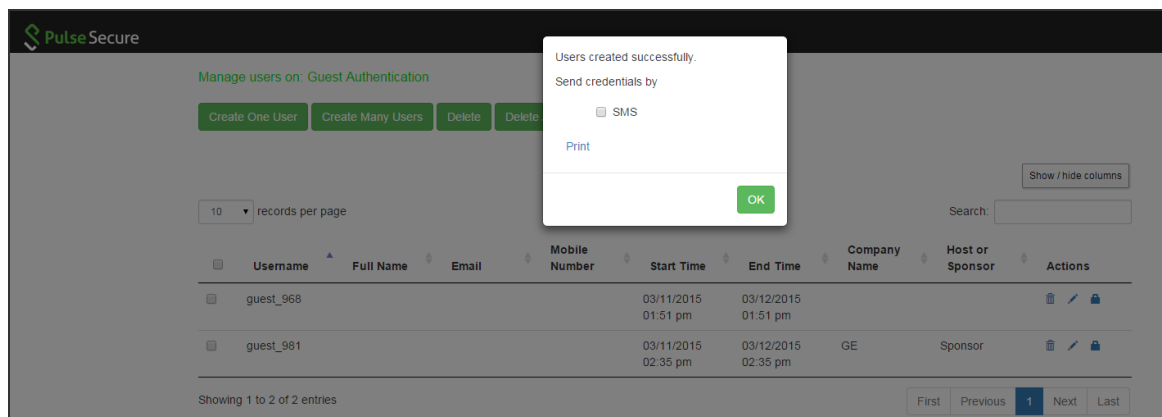 Pulse Secure
Manage users on: Guest Authentication
Create One User Create Many Users Delete Delete
Users created successfully.
Send credentials by
SMS
Print
OK
Show / hide columns
10 records per page
Search:
Username Full Name Email Mobile Number Start Time End Time Company Name Host or Sponsor Actions
guest_968 03/11/2015 01:51 pm 03/12/2015 01:51 pm
guest_981 03/11/2015 02:35 pm 03/12/2015 02:35 pm GE Sponsor
Showing 1 to 2 of 2 entries
First Previous 1 Next Last